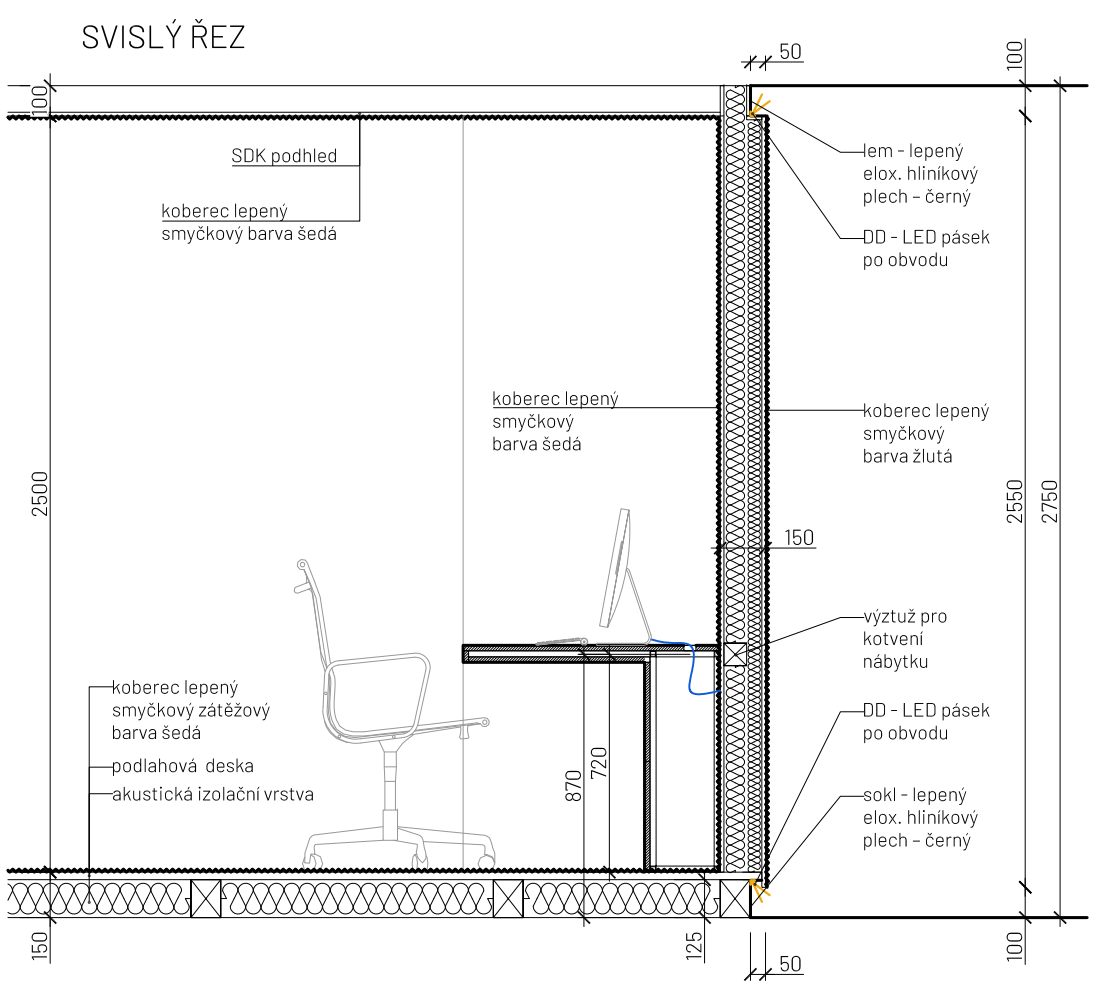 SVISLÝ ŘEZ
50
100
100
SDK podhled
koberec lepený
smyčkový barva šedá
lem - lepený
elox. hliníkový
plech - černý
DD - LED pásek
po obvodu
koberec lepený
smyčkový
barva šedá
koberec lepený
smyčkový
barva žlutá
2500
2550
2750
150
výztuž pro
kotvení
nábytku
koberec lepený
smyčkový zátěžový
barva šedá
podlahová deska
akustická izolační vrstva
DD - LED pásek
po obvodu
870
720
sokl - lepený
elox. hliníkový
plech - černý
150
125
50
100